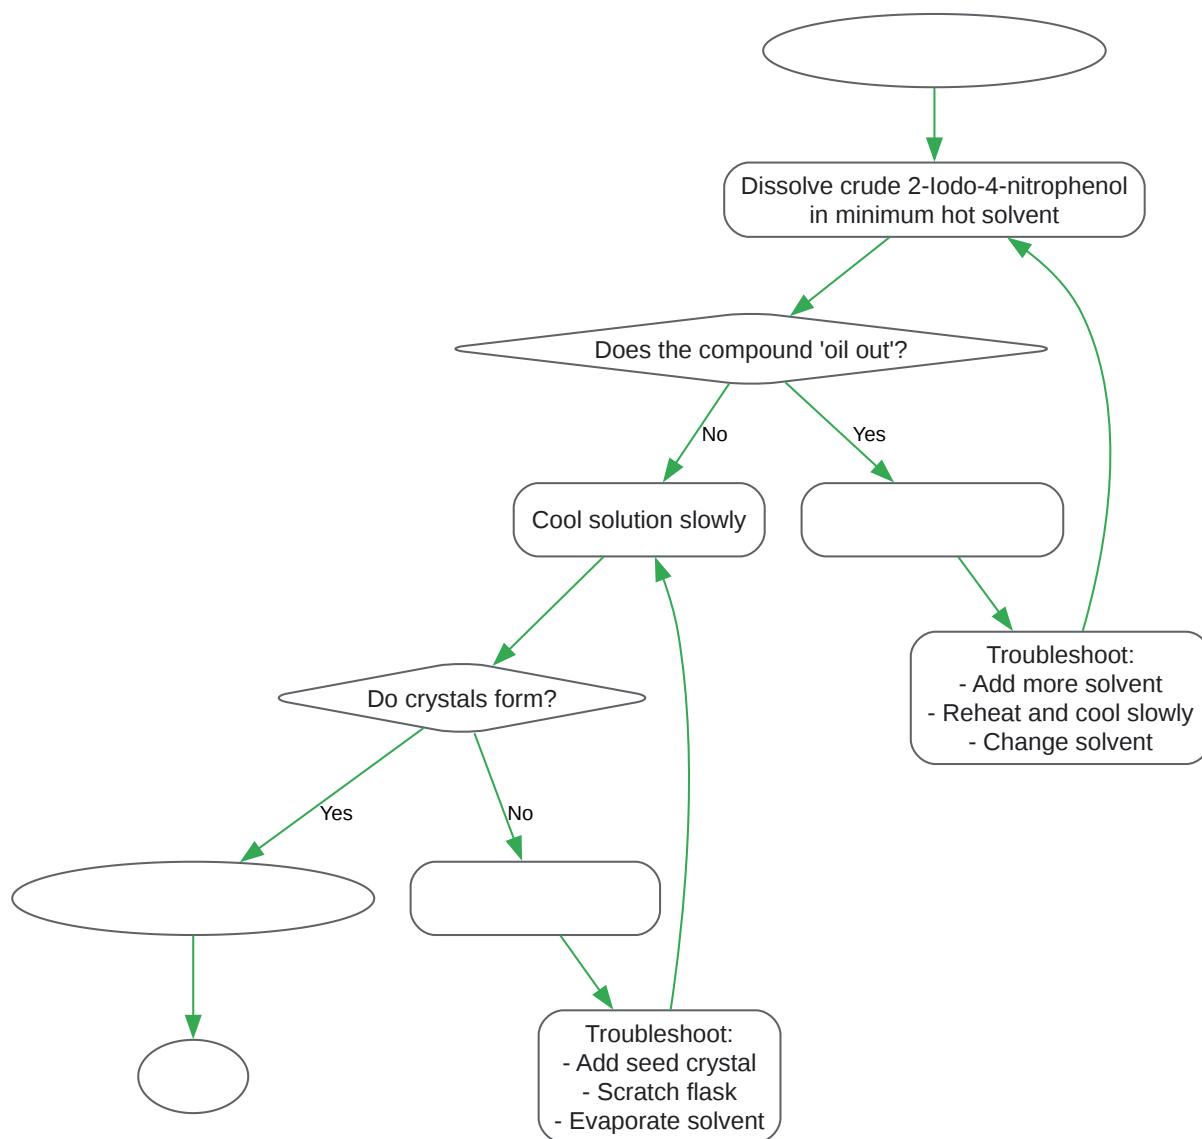 Dissolve crude 2-Iodo-4-nitrophenol
in minimum hot solvent
Does the compound 'oil out'?
No
Yes
Cool solution slowly
Troubleshoot:
- Add more solvent
- Reheat and cool slowly
- Change solvent
Do crystals form?
Yes
No
Troubleshoot:
- Add seed crystal
- Scratch flask
- Evaporate solvent